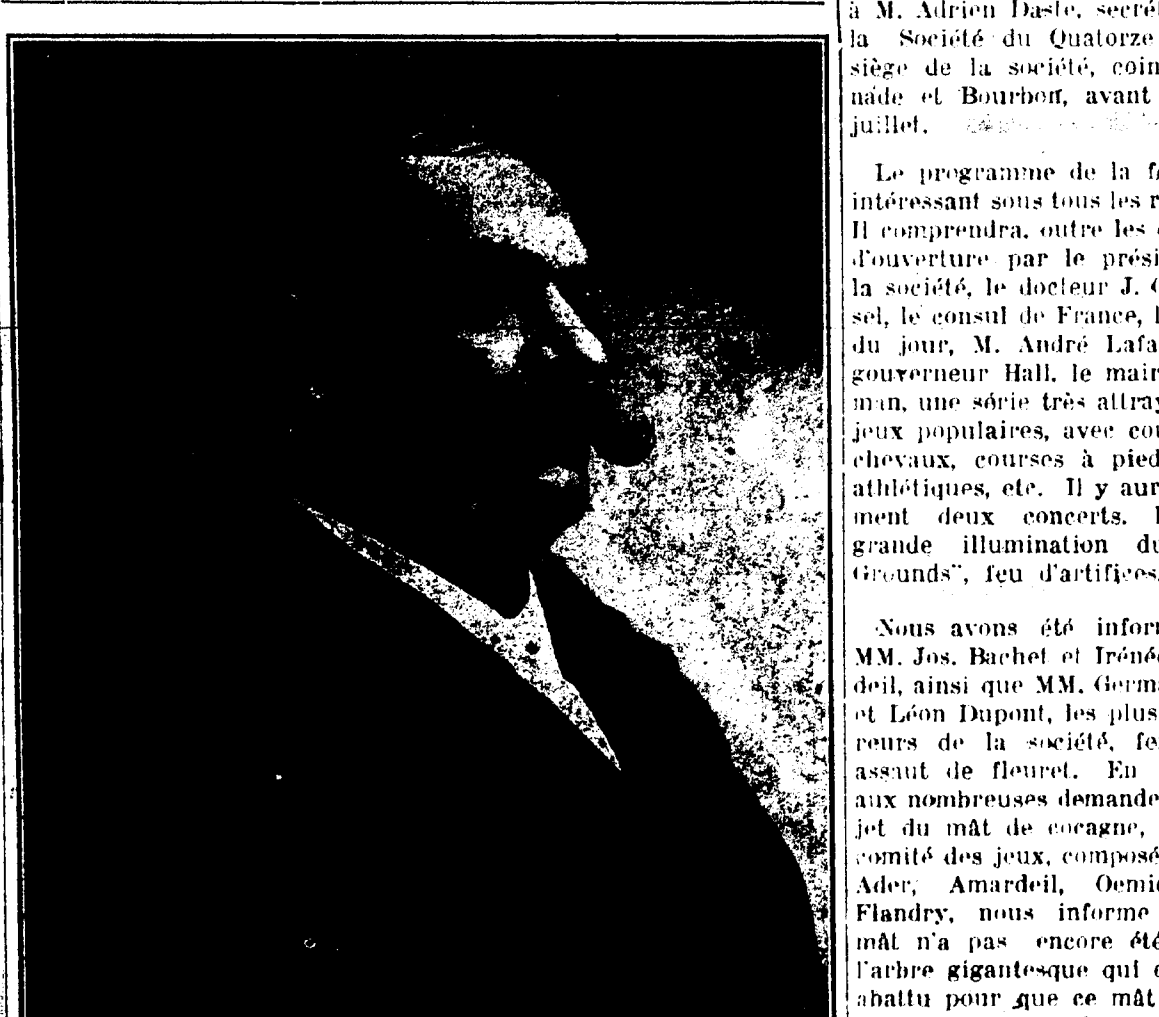 à M. Adrien Daste, secrét
la Société du Quatorze
siège de la société, coin
nade et Bourbon, avant
juillet.
Le programme de la f
intéressant sous tous les r
Il comprendra, outre les
d'ouverture par le prési
la société, le docteur J.
sel, le consul de France, l
du jour, M. André Lafa
gouverneur Hall, le mair
man, une série très attray
jeux populaires, avec cou
chevaux, courses à pied
athlétiques, etc. Il y aur
ment deux concerts.
grande illumination du
Grounds", feu d'artifices,
Nous avons été infor
MM. Jos. Bachet et Irénée
deil, ainsi que MM. Germa
et Léon Dupont, les plus
reurs de la société, fe
assaut de fleuret. En
aux nombreuses demande
jet du mât de cocagne,
comité des jeux, composé
Ader, Amardeil, Oemic
Flandry, nous informe
mât n'a pas encore été
l'arbre gigantesque qui
abattu pour que ce mât